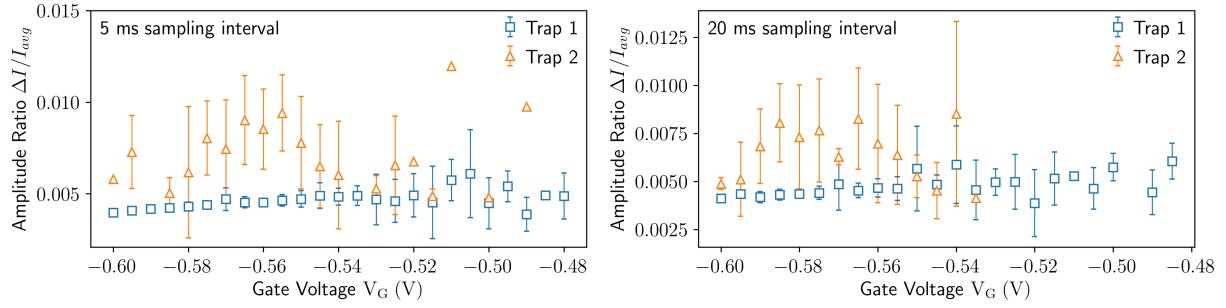 5 ms sampling interval
Trap 1
Trap 2
Amplitude Ratio ΔI/I_avg
0.015
0.010
0.005
−0.60
−0.58
−0.56
−0.54
−0.52
−0.50
−0.48
Gate Voltage V_G (V)
20 ms sampling interval
Trap 1
Trap 2
Amplitude Ratio ΔI/I_avg
0.0125
0.0100
0.0075
0.0050
0.0025
−0.60
−0.58
−0.56
−0.54
−0.52
−0.50
−0.48
Gate Voltage V_G (V)